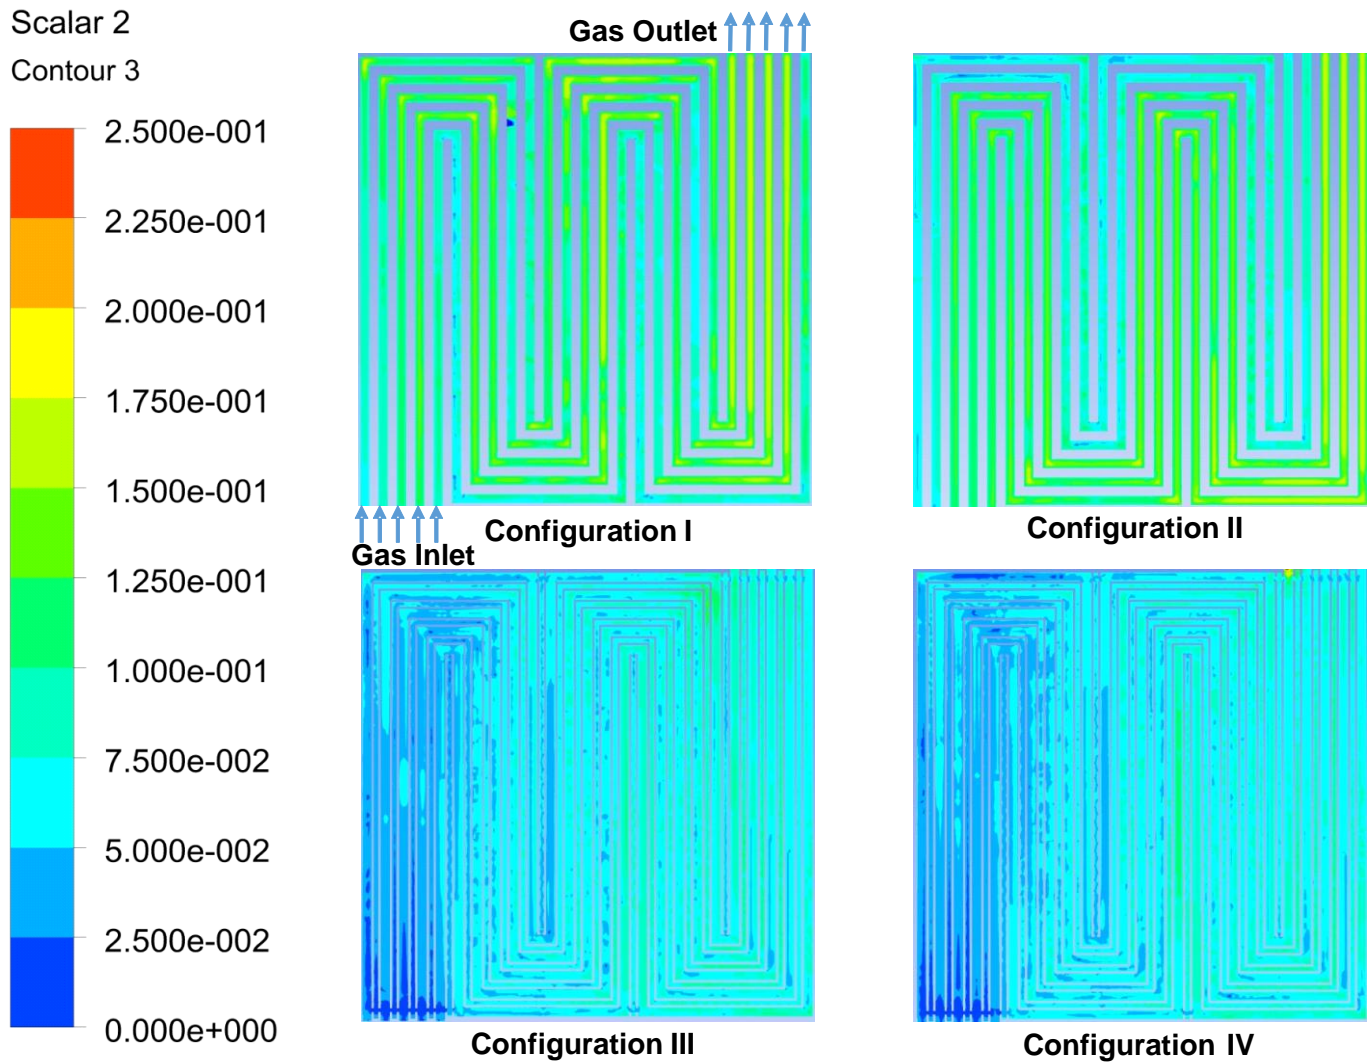 Scalar 2
Contour 3
2.500e-001
2.250e-001
2.000e-001
1.750e-001
1.500e-001
1.250e-001
1.000e-001
7.500e-002
5.000e-002
2.500e-002
0.000e+000
Gas Outlet
Configuration I
Gas Inlet
Configuration II
Configuration III
Configuration IV